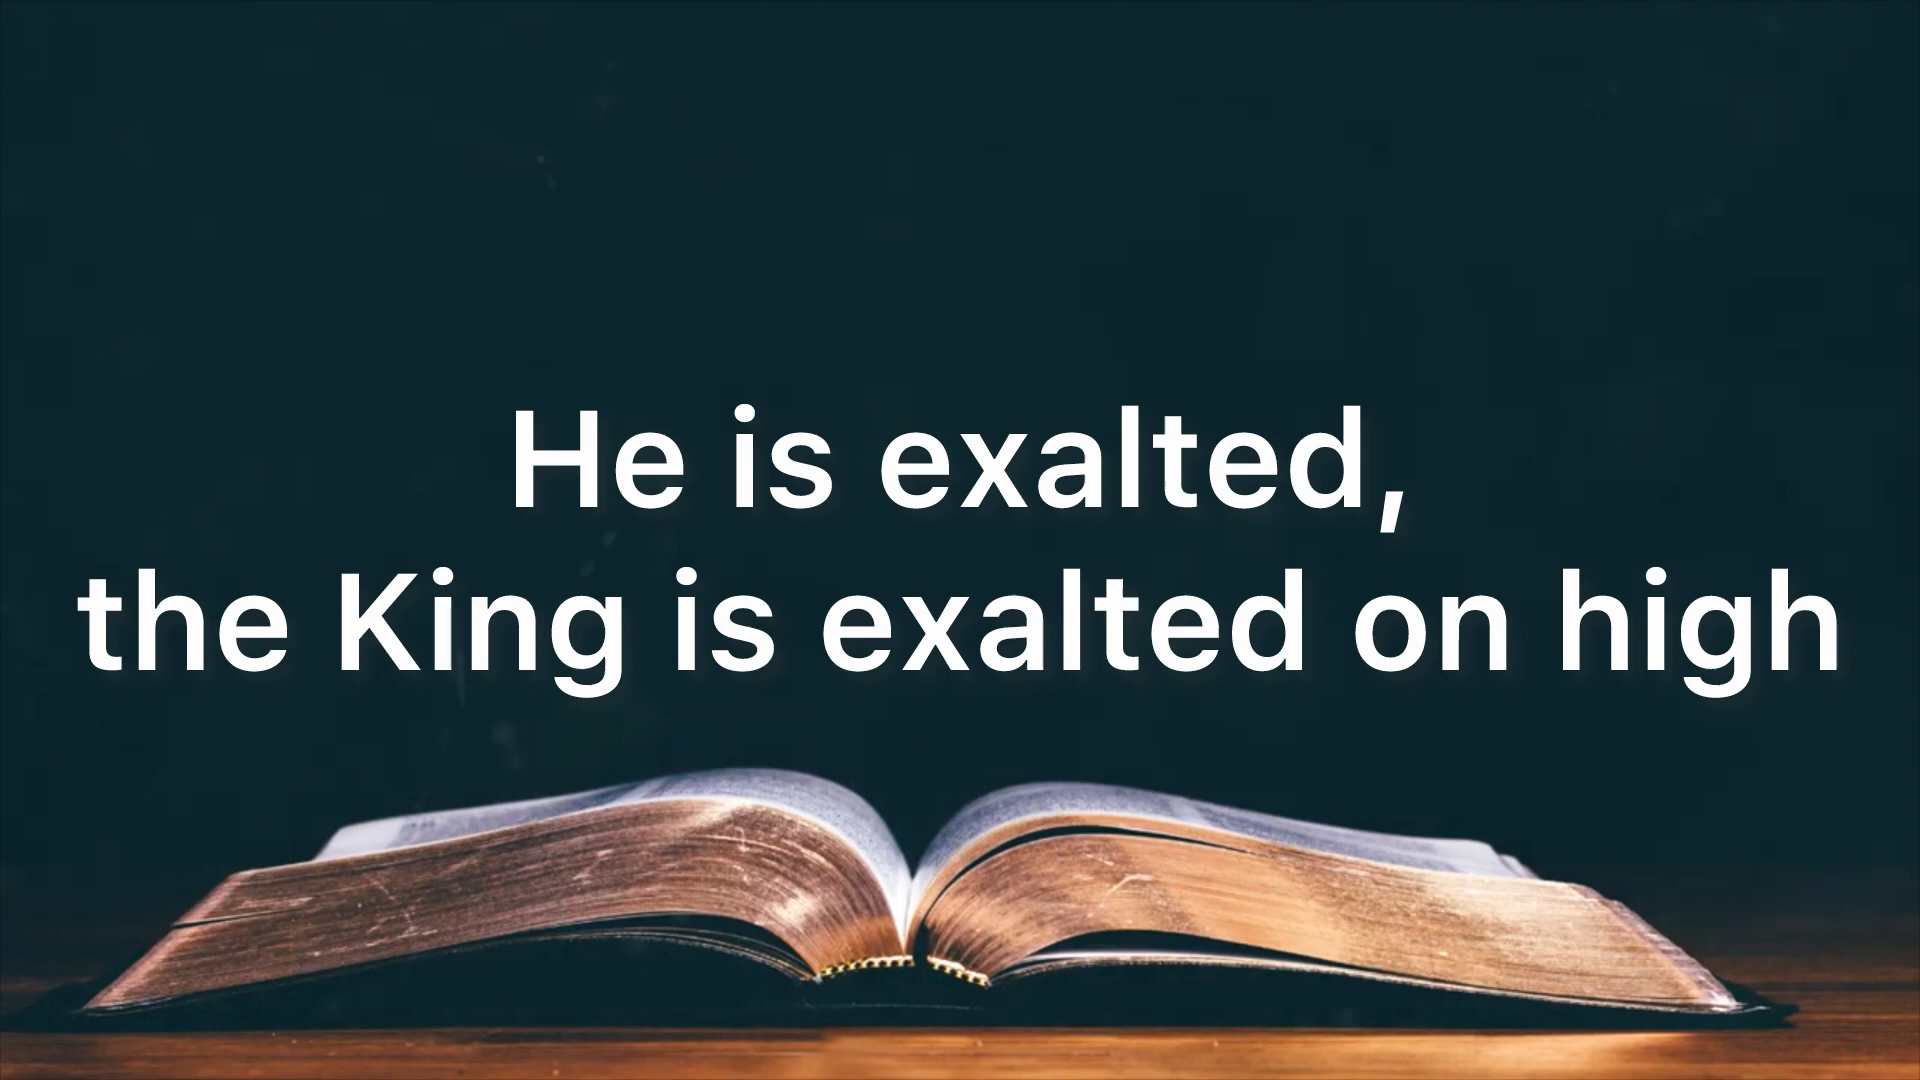 He is exalted,
the King is exalted on high